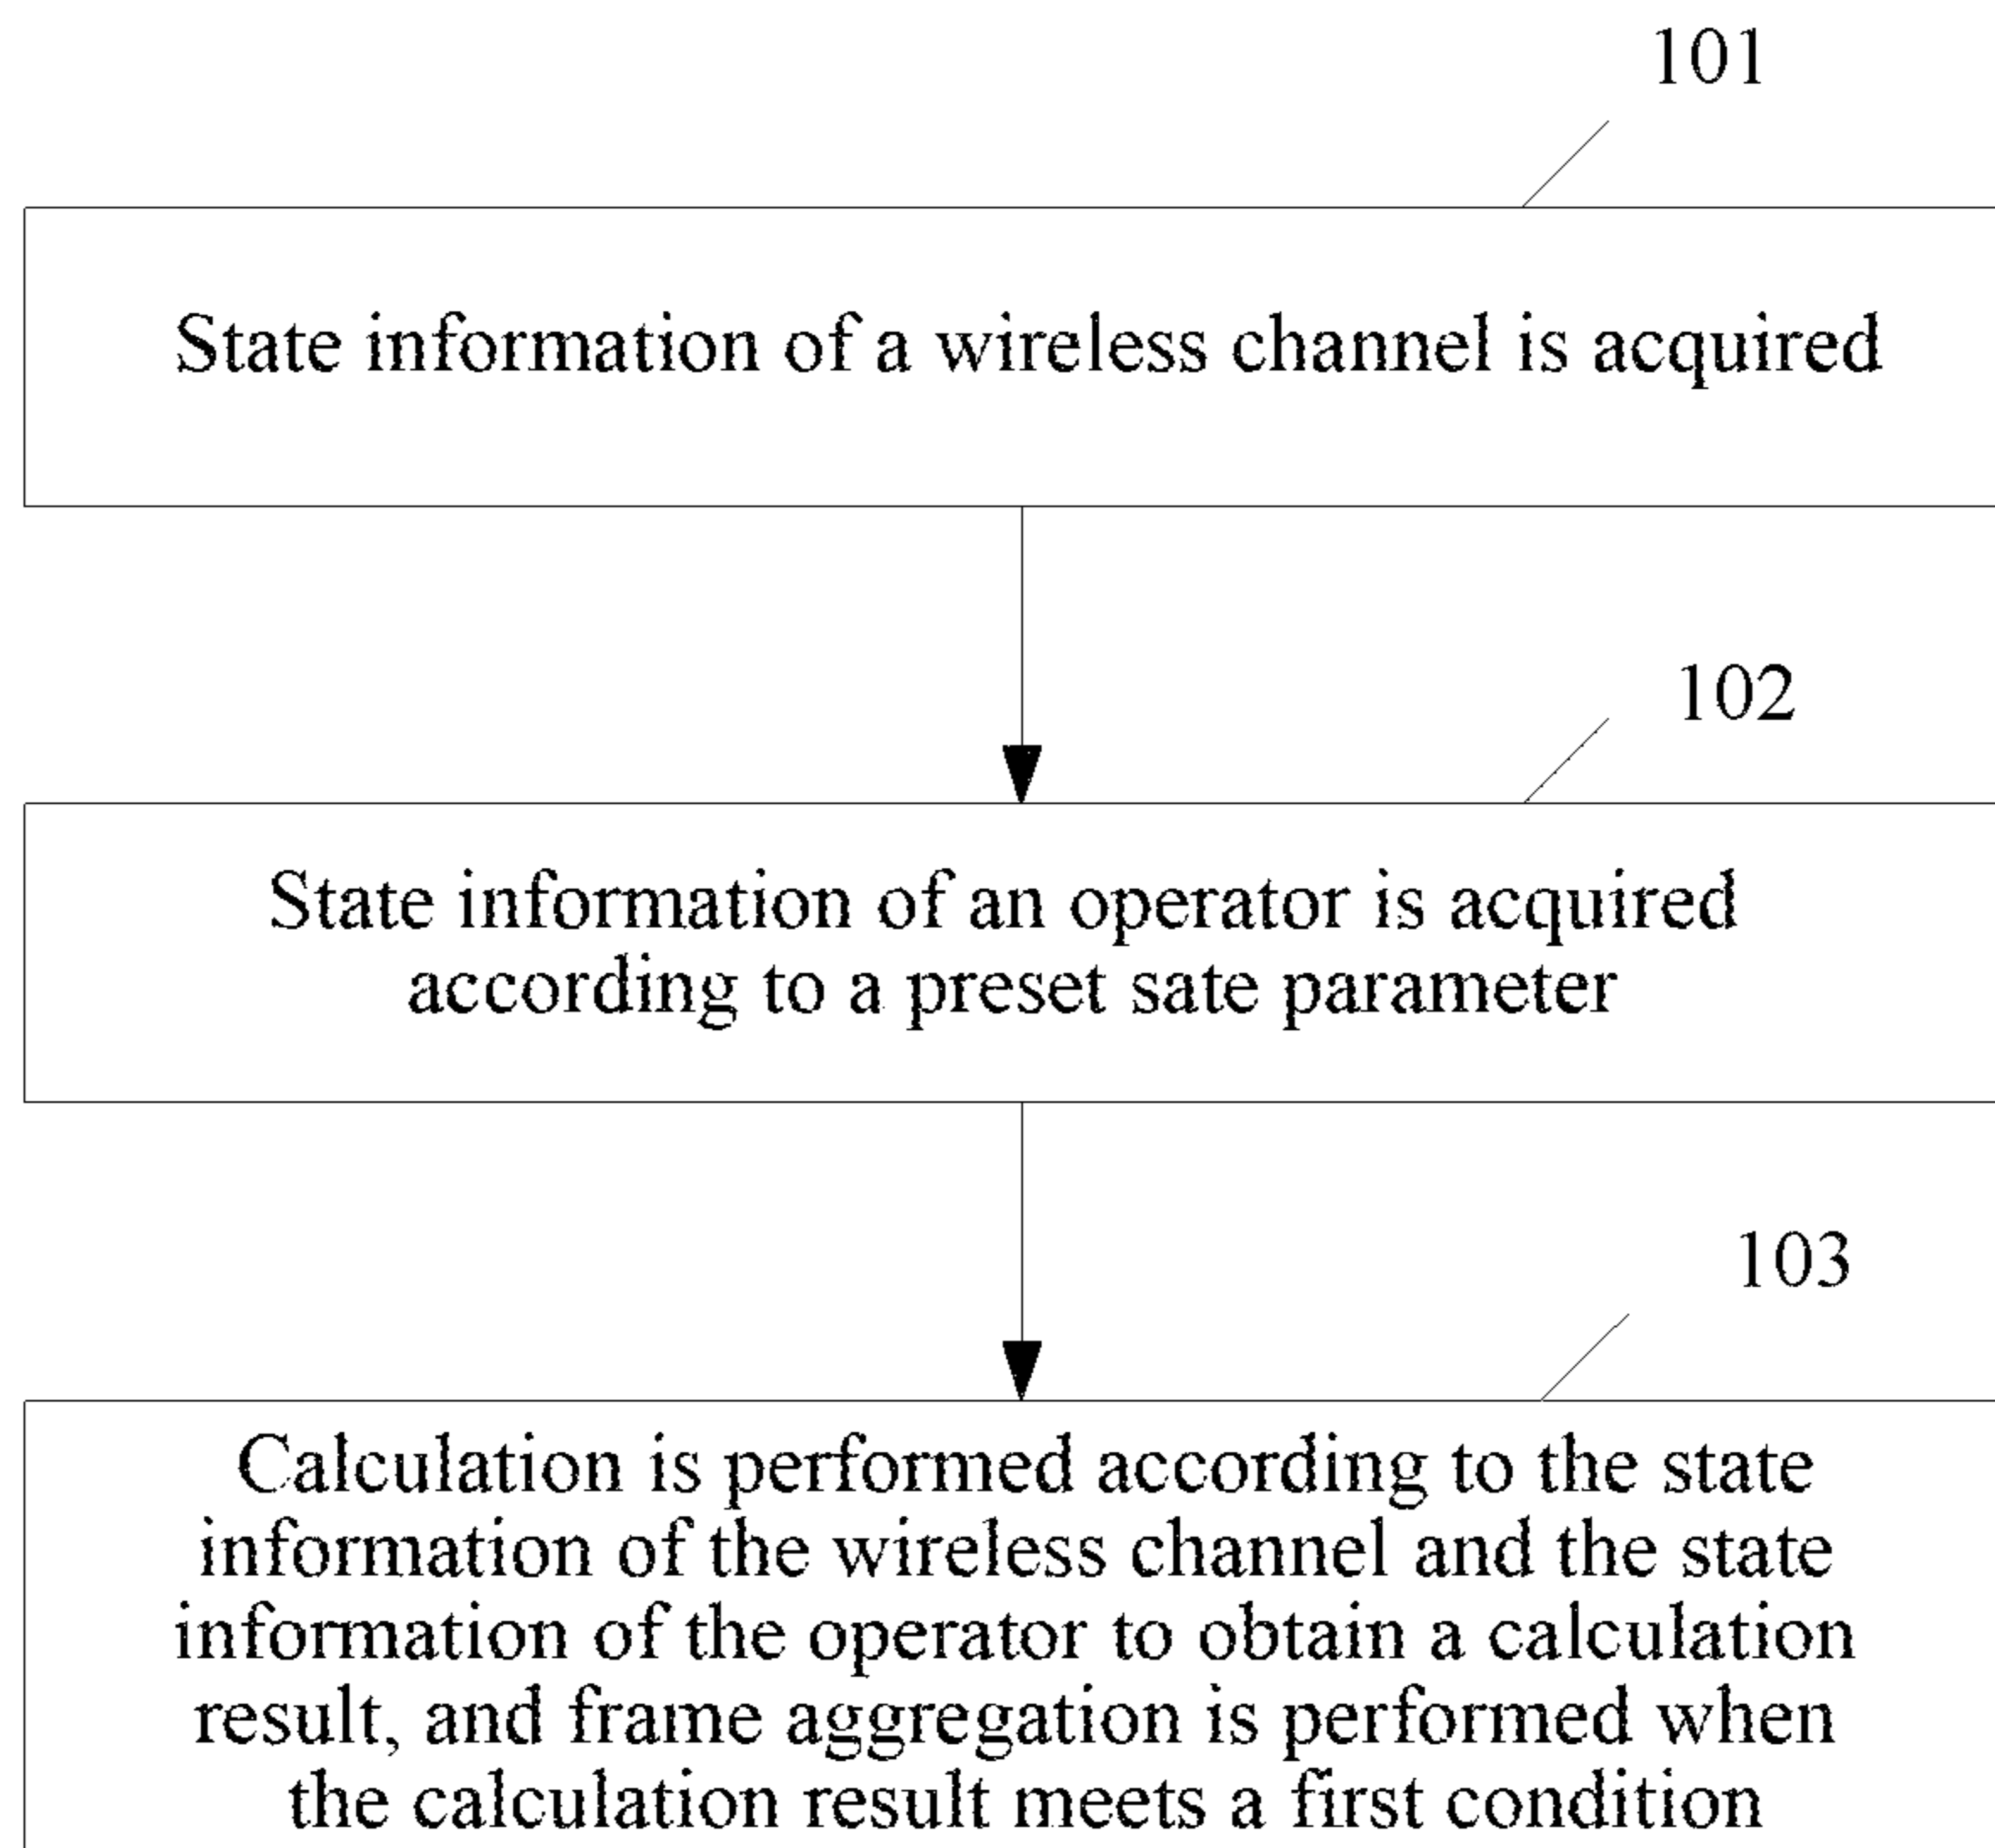 101
State information of a wireless channel is acquired
102
State information of an operator is acquired
according to a preset sate parameter
103
Calculation is performed according to the state
information of the wireless channel and the state
information of the operator to obtain a calculation
result, and frame aggregation is performed when
the calculation result meets a first condition